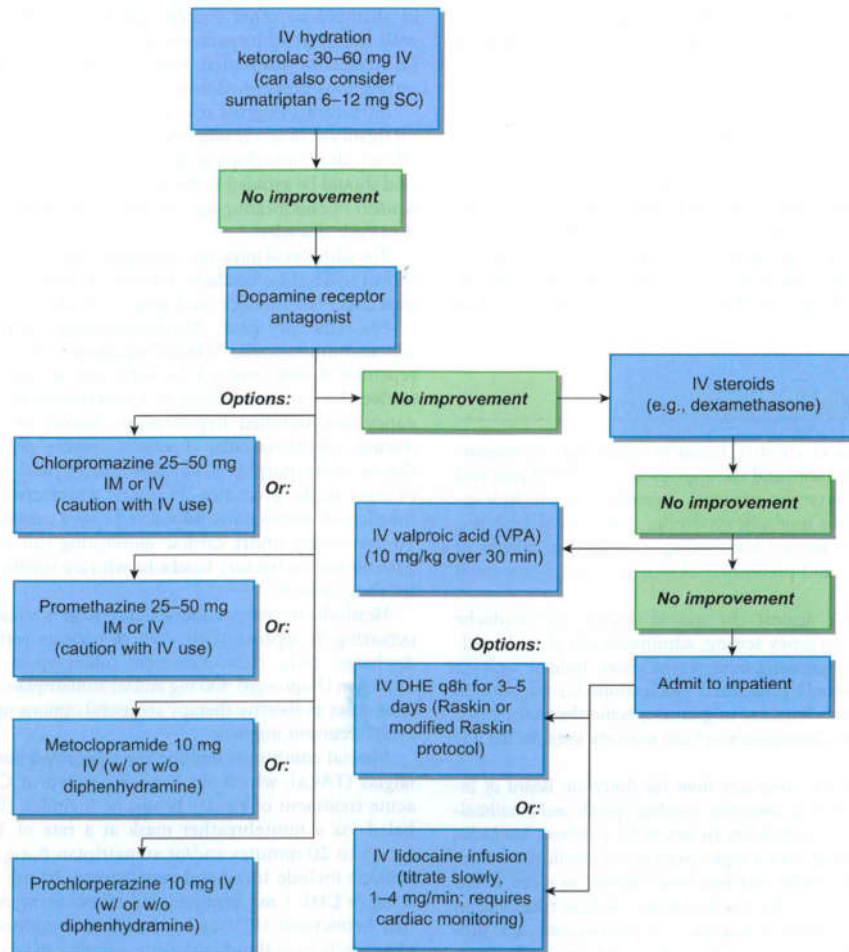 IV hydration
ketorolac 30–60 mg IV
(can also consider
sumatriptan 6–12 mg SC)
No improvement
Dopamine receptor
antagonist
Options:
No improvement
IV steroids
(e.g., dexamethasone)
Chlorpromazine 25–50 mg
IM or IV
(caution with IV use)
Or:
No improvement
IV valproic acid (VPA)
(10 mg/kg over 30 min)
Promethazine 25–50 mg
IM or IV
(caution with IV use)
Or:
No improvement
Options:
Admit to inpatient
IV DHE q8h for 3–5
days (Raskin or
modified Raskin
protocol)
Metoclopramide 10 mg
IV (w/ or w/o
diphenhydramine)
Or:
Or:
Prochlorperazine 10 mg IV
(w/ or w/o
diphenhydramine)
IV lidocaine infusion
(titrate slowly,
1–4 mg/min; requires
cardiac monitoring)